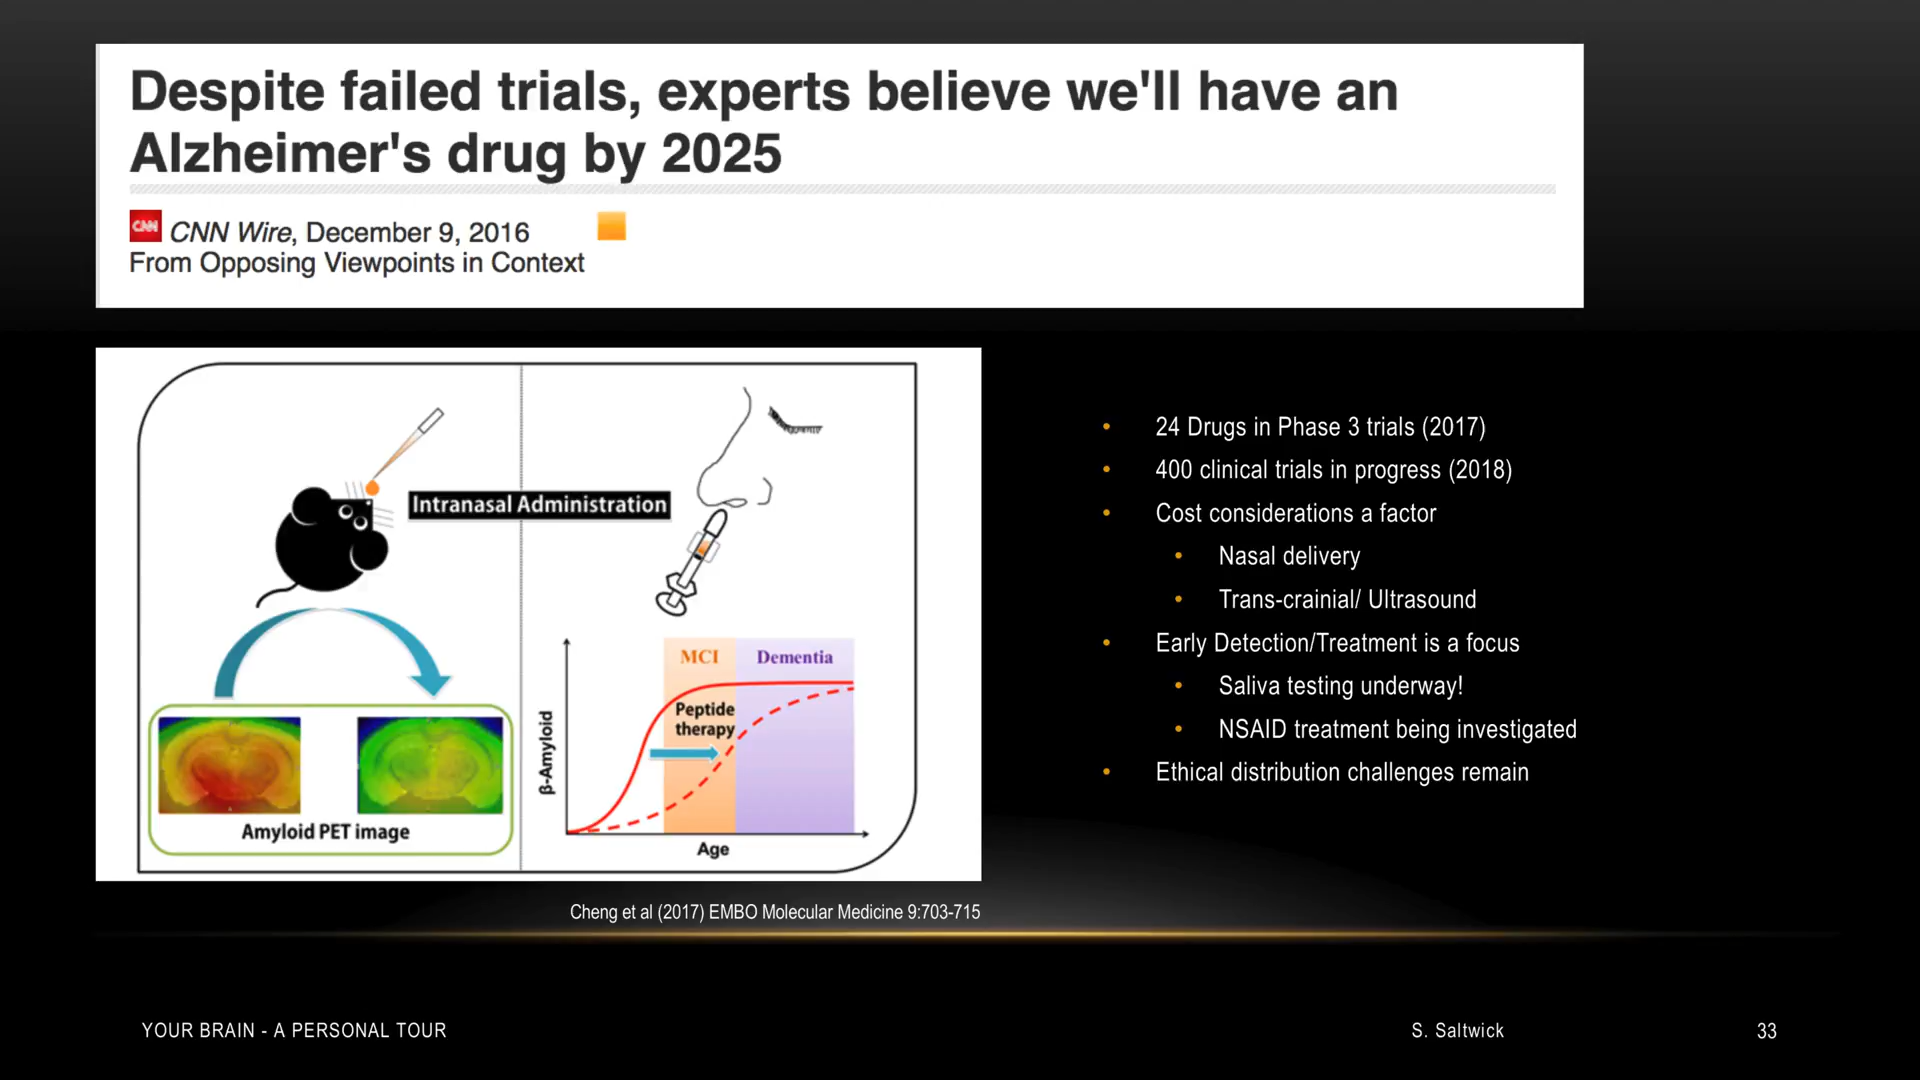 Despite failed trials, experts believe we'll have an
Alzheimer's drug by 2025
CNN
CNN Wire, December 9, 2016
From Opposing Viewpoints in Context
Intranasal Administration
Amyloid PET image
MCI
Dementia
Peptide
therapy
β-Amyloid
Age
Cheng et al (2017) EMBO Molecular Medicine 9:703-715
• 24 Drugs in Phase 3 trials (2017)
• 400 clinical trials in progress (2018)
• Cost considerations a factor
• Nasal delivery
• Trans-crainial/ Ultrasound
• Early Detection/Treatment is a focus
• Saliva testing underway!
• NSAID treatment being investigated
• Ethical distribution challenges remain
YOUR BRAIN - A PERSONAL TOUR
S. Saltwick
33